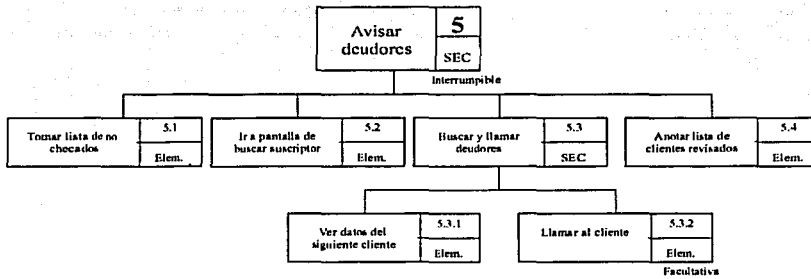 Avisar
deudores
5
SEC
Interrumpible
Tomar lista de no
checados
5.1
Elem.
Ir a pantalla de
buscar suscriptor
5.2
Elem.
Buscar y llamar
deudores
5.3
SEC
Anotar lista de
clientes revisados
5.4
Elem.
Ver datos del
siguiente cliente
5.3.1
Elem.
Llamar al cliente
5.3.2
Elem.
Facultativa